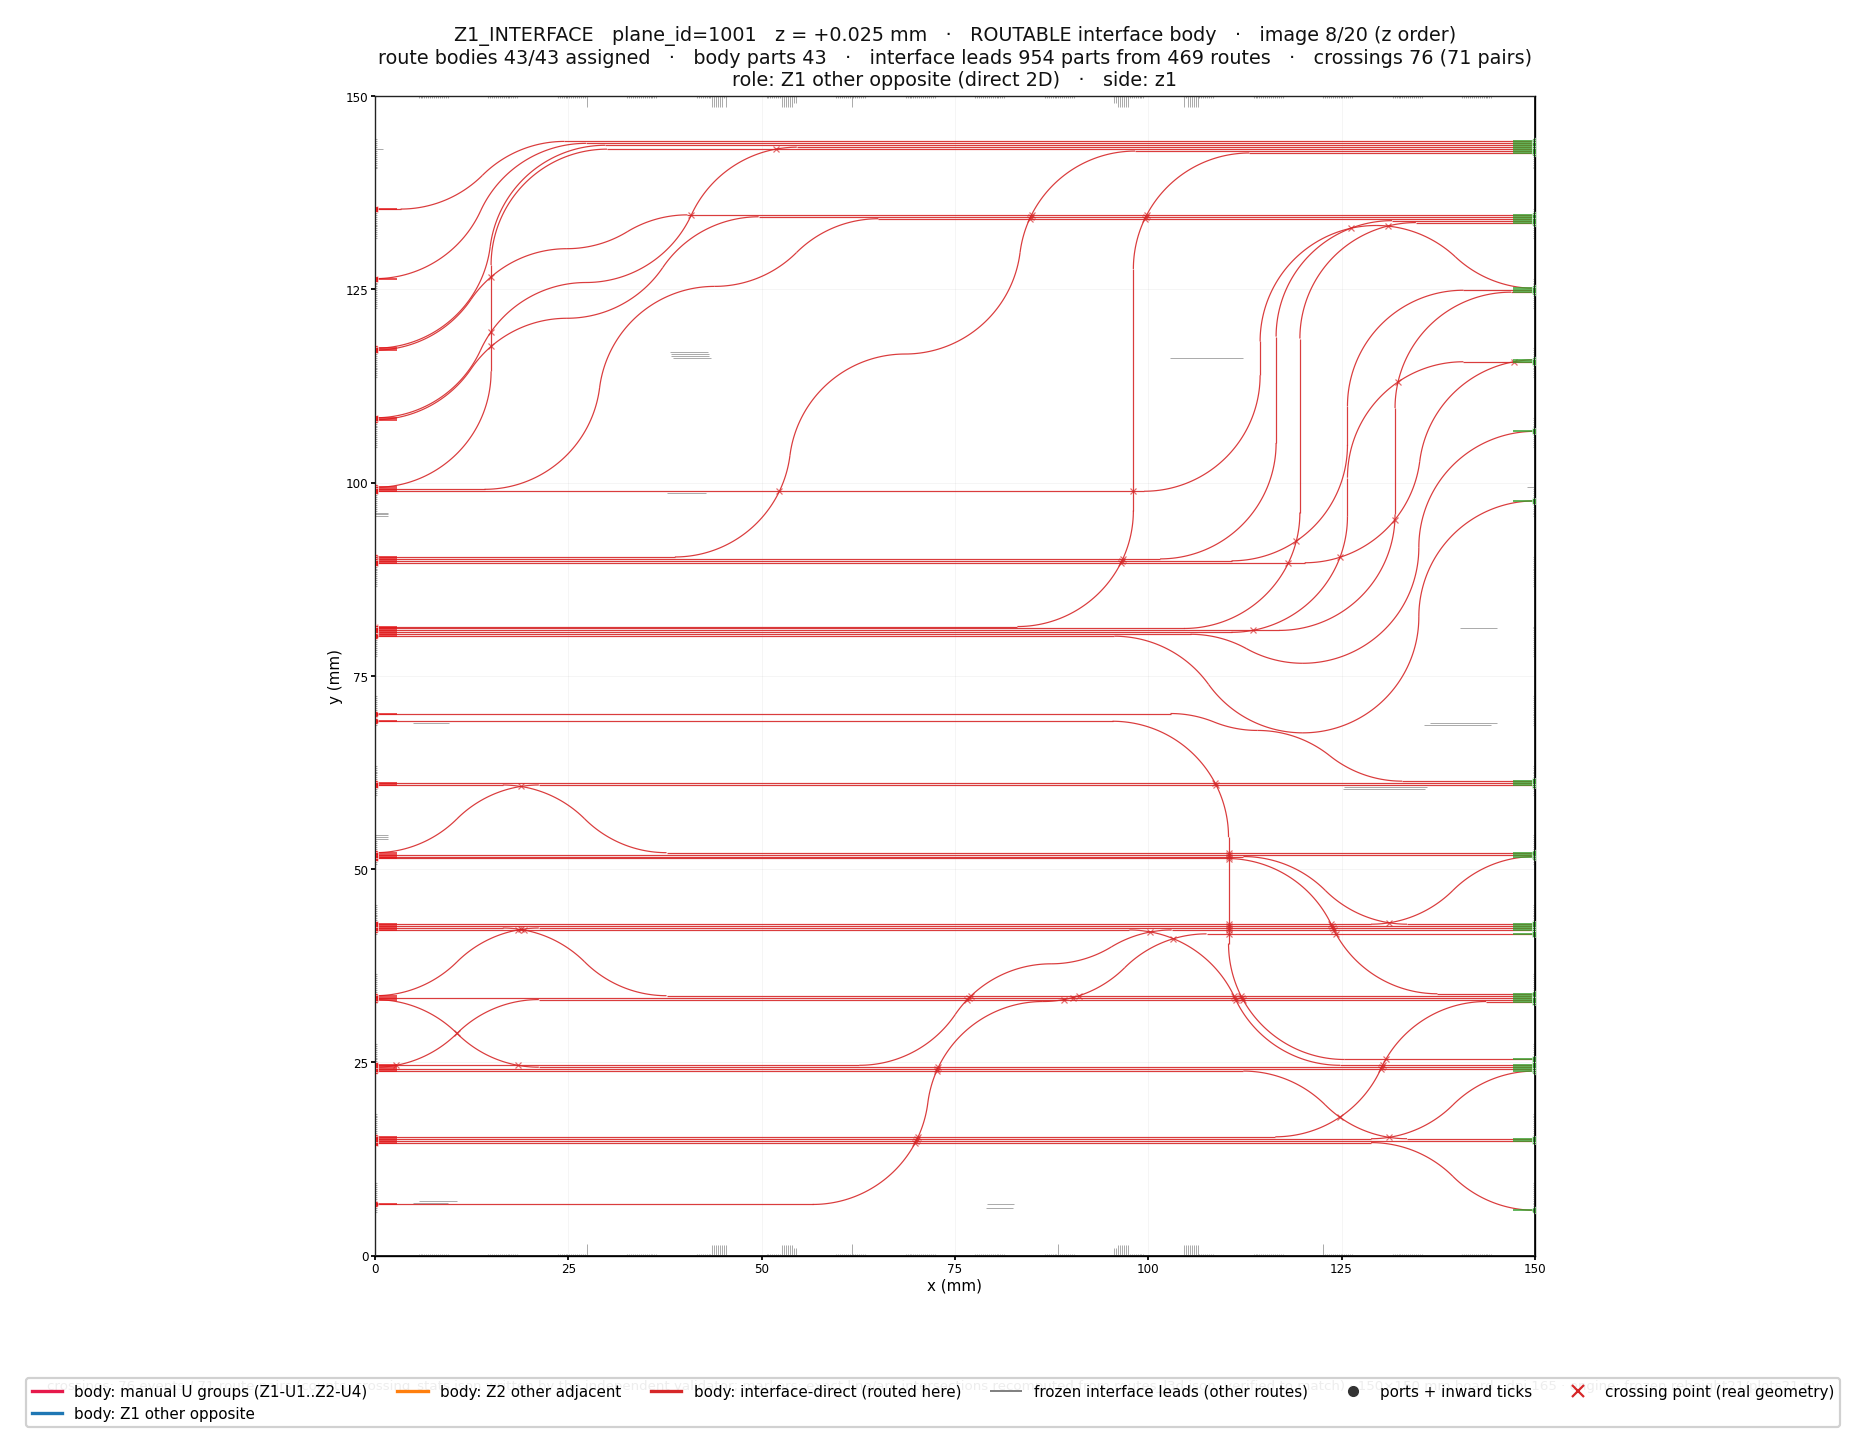 Z1_INTERFACE plane_id=1001 z = +0.025 mm · ROUTABLE interface body · image 8/20 (z order)
route bodies 43/43 assigned · body parts 43 · interface leads 954 parts from 469 routes · crossings 76 (71 pairs)
role: Z1 other opposite (direct 2D) · side: z1
150
125
100
75
50
25
0
y (mm)
0 25 50 75 100 125 150
x (mm)
body: manual U groups (Z1-U1..Z2-U4) body: Z2 other adjacent body: interface-direct (routed here) frozen interface leads (other routes) ports + inward ticks crossing point (real geometry)
body: Z1 other opposite